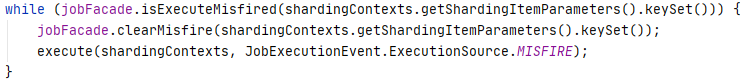 while (jobFacade.isExecuteMisfired(shardingContexts.getShardingItemParameters().keySet())) {
    jobFacade.clearMisfire(shardingContexts.getShardingItemParameters().keySet());
    execute(shardingContexts, JobExecutionEvent.ExecutionSource.MISFIRE);
}